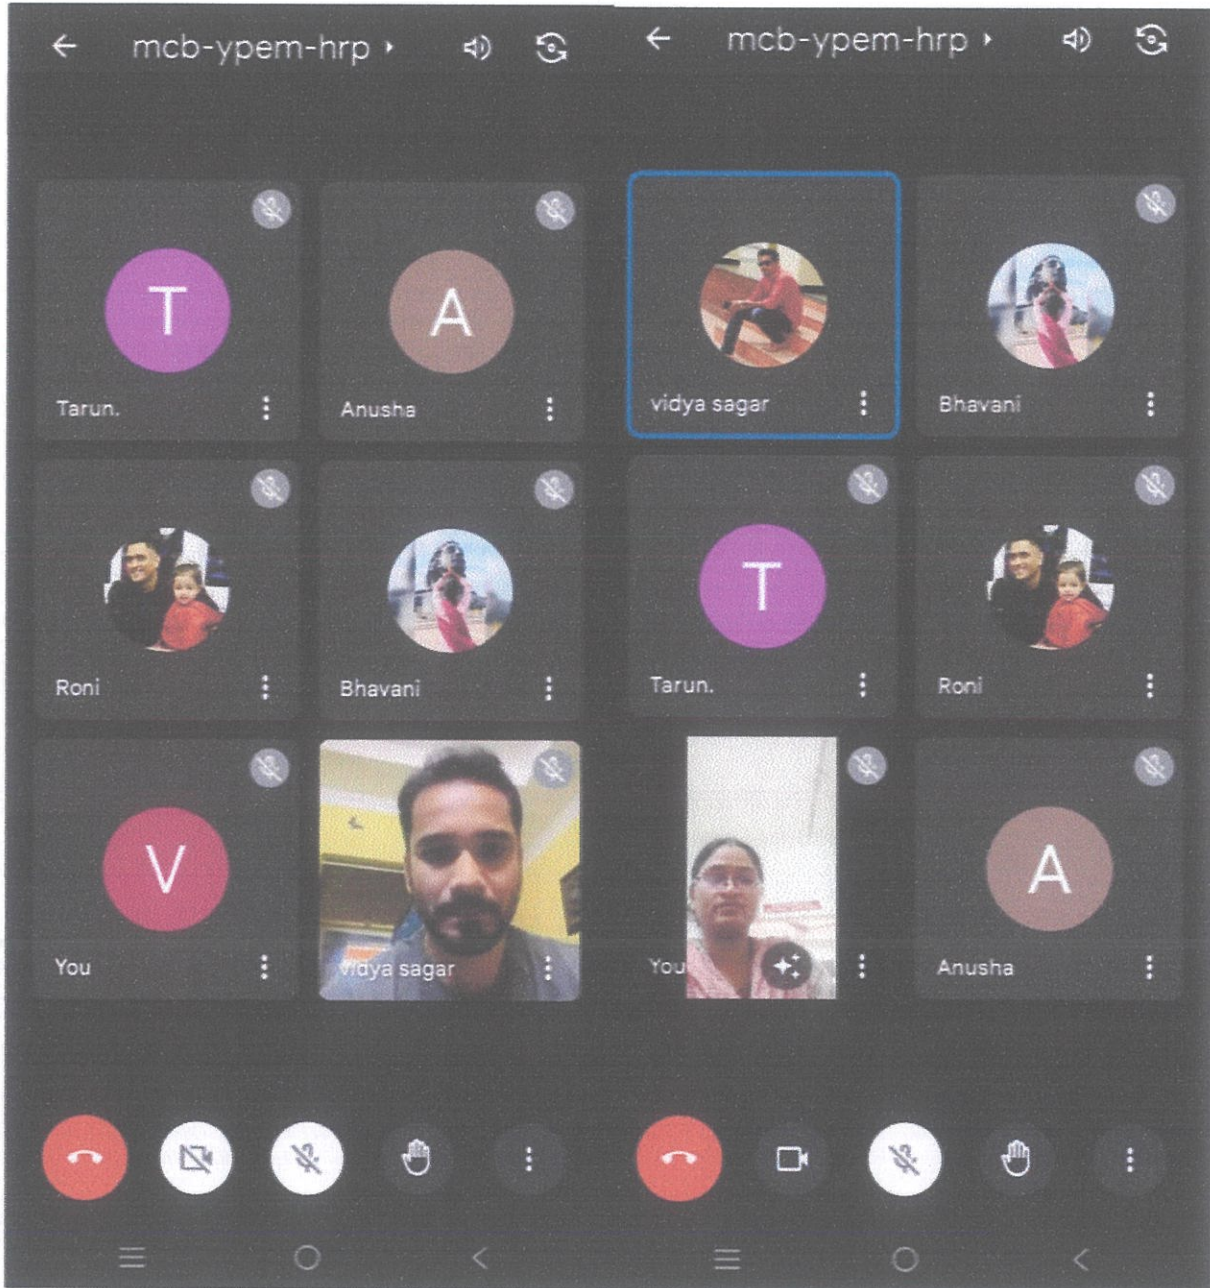 mcb-ypem-hrp
T
A
Tarun.
Anusha
Roni
Bhavani
V
You
vidya sagar
mcb-ypem-hrp
vidya sagar
Bhavani
T
Tarun.
Roni
A
You
Anusha